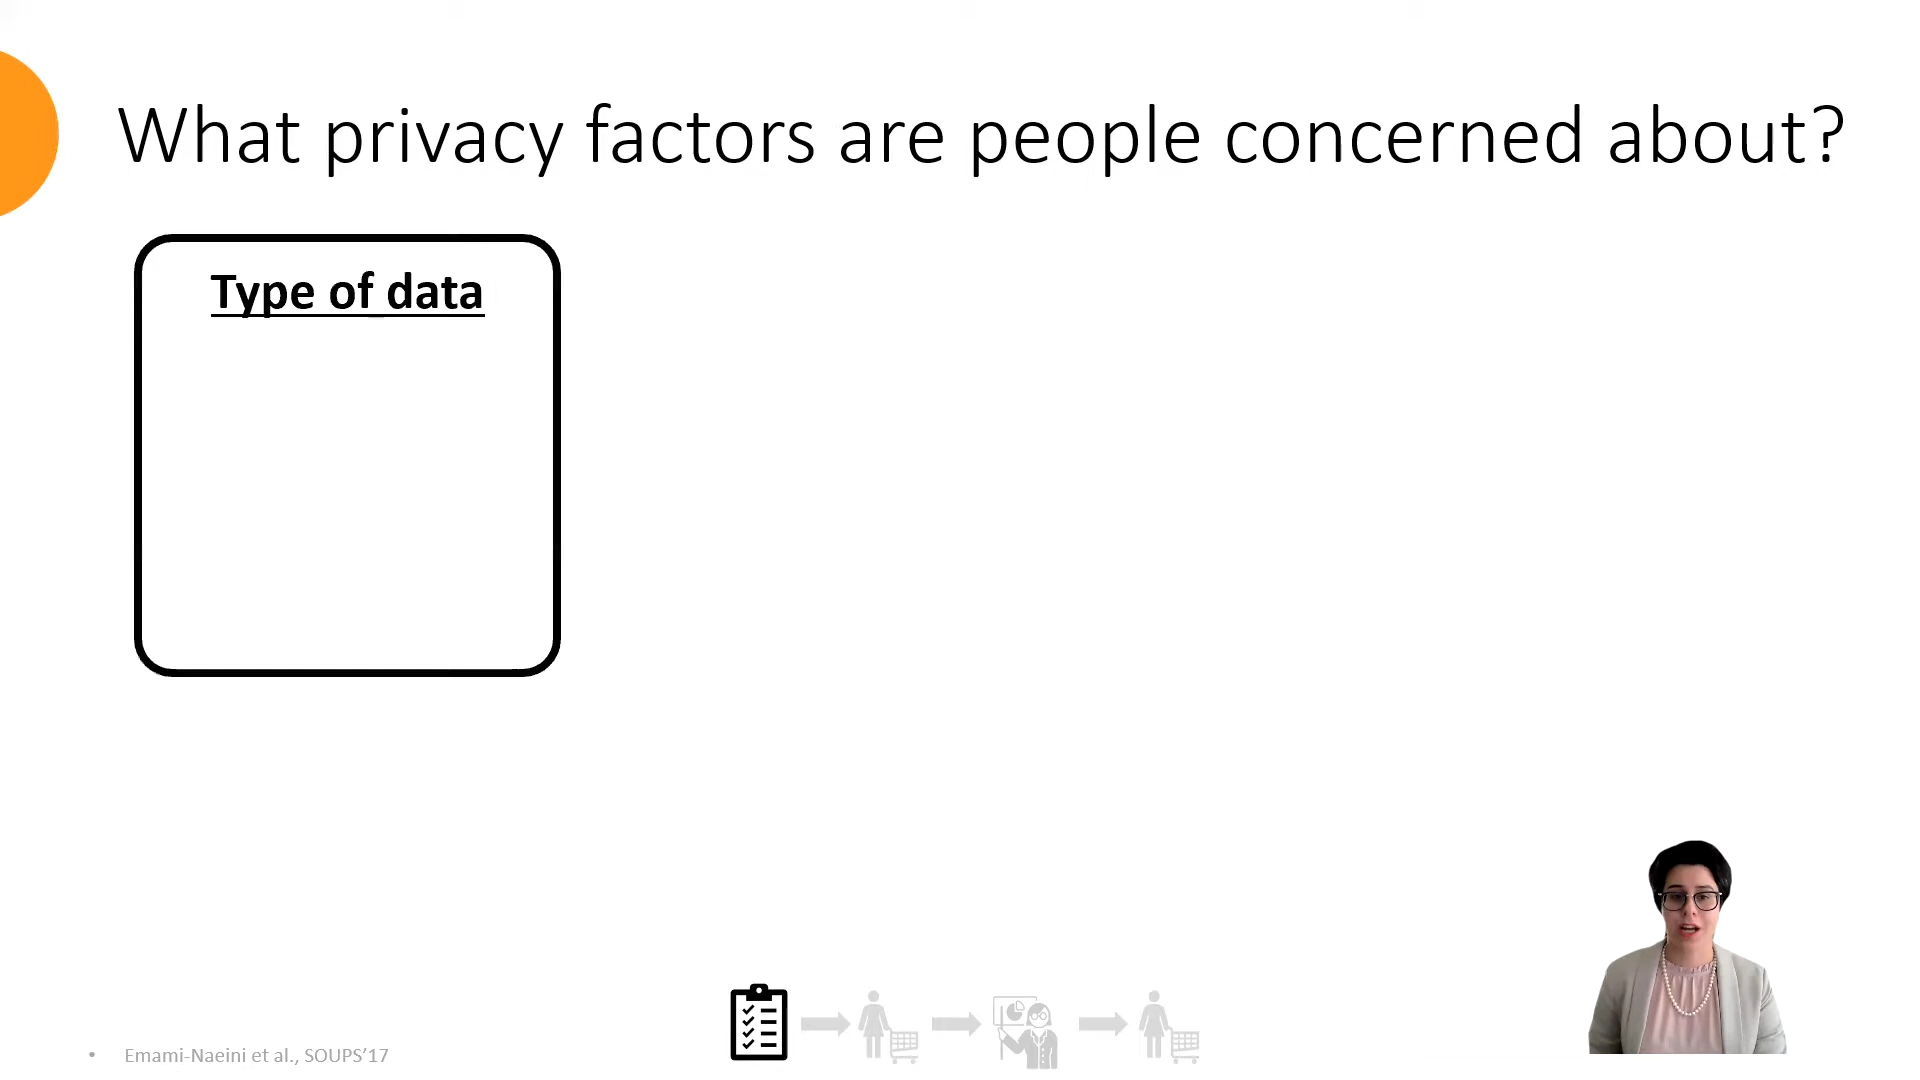 What privacy factors are people concerned about?
Type of data
• Emami-Naeini et al., SOUPS’17